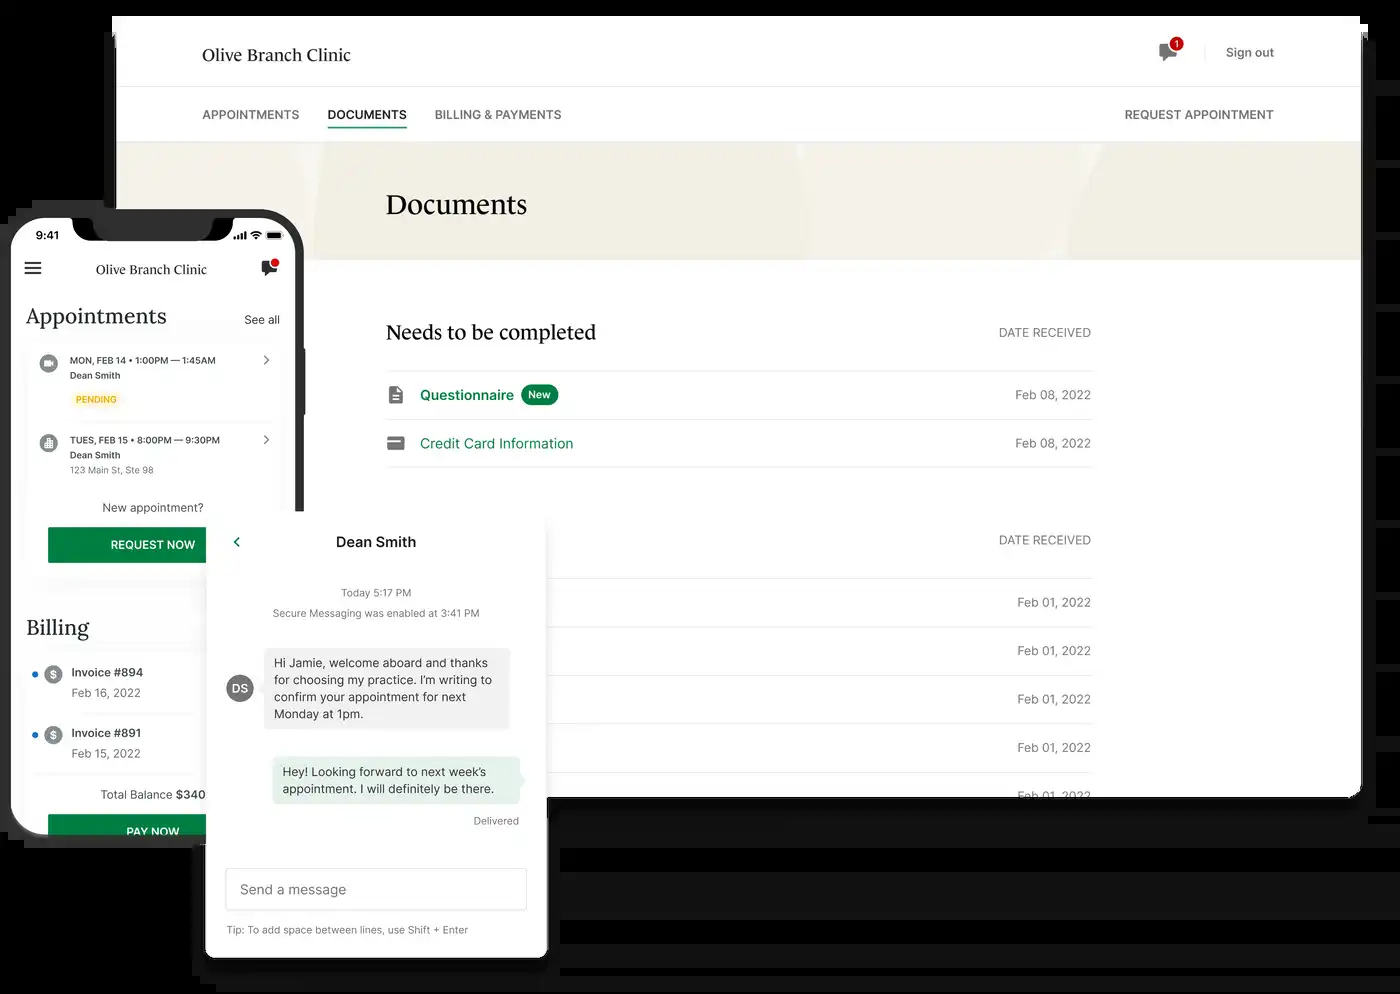 Olive Branch Clinic
1
Sign out
APPOINTMENTS
DOCUMENTS
BILLING & PAYMENTS
REQUEST APPOINTMENT
Documents
Needs to be completed
DATE RECEIVED
Questionnaire
New
Feb 08, 2022
Credit Card Information
Feb 08, 2022
DATE RECEIVED
Feb 01, 2022
Feb 01, 2022
Feb 01, 2022
Feb 01, 2022
Feb 01, 2022
9:41
Olive Branch Clinic
Appointments
See all
MON, FEB 14 • 1:00PM — 1:45AM
Dean Smith
PENDING
TUES, FEB 15 • 8:00PM — 9:30PM
Dean Smith
123 Main St, Ste 98
New appointment?
REQUEST NOW
Billing
$
Invoice #894
Feb 16, 2022
$
Invoice #891
Feb 15, 2022
Total Balance $340
PAY NOW
Dean Smith
Today 5:17 PM
Secure Messaging was enabled at 3:41 PM
DS
Hi Jamie, welcome aboard and thanks
for choosing my practice. I’m writing to
confirm your appointment for next
Monday at 1pm.
Hey! Looking forward to next week’s
appointment. I will definitely be there.
Delivered
Send a message
Tip: To add space between lines, use Shift + Enter